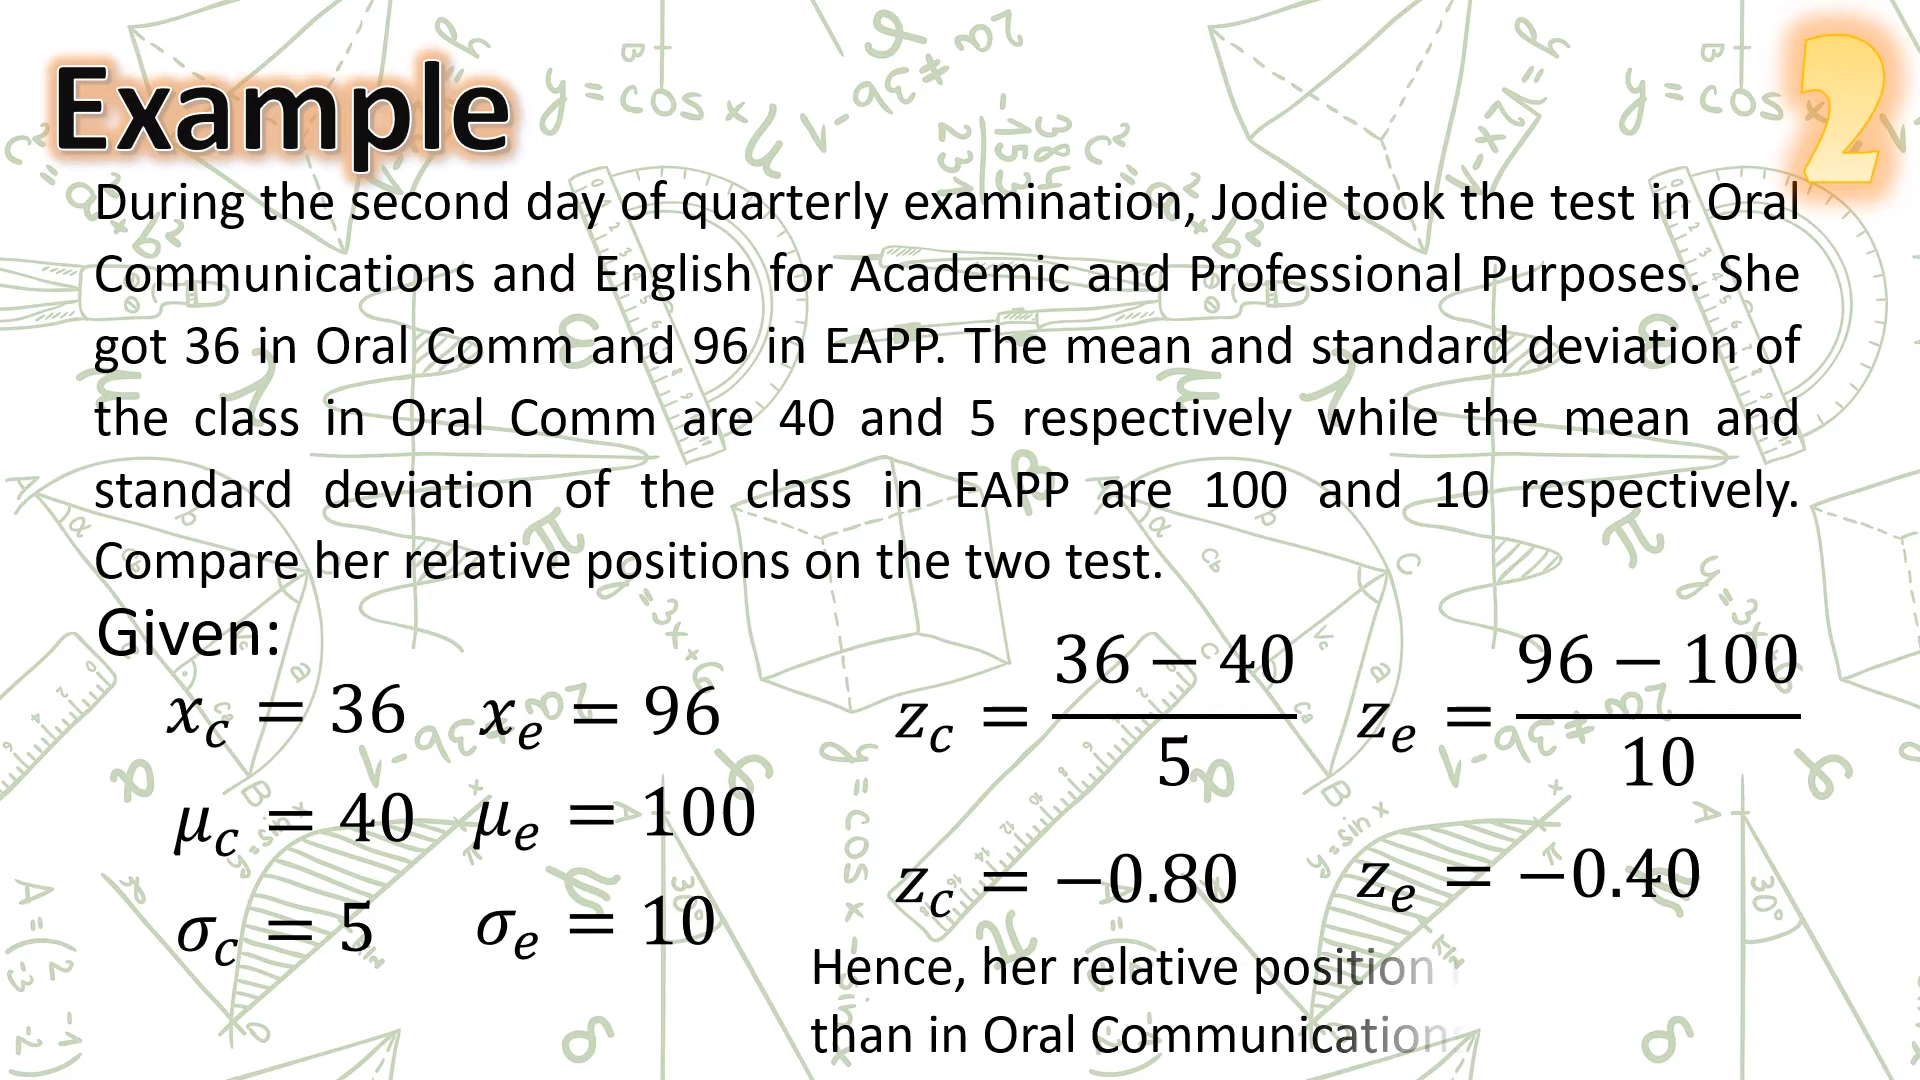 Example
2
During the second day of quarterly examination, Jodie took the test in Oral
Communications and English for Academic and Professional Purposes. She
got 36 in Oral Comm and 96 in EAPP. The mean and standard deviation of
the class in Oral Comm are 40 and 5 respectively while the mean and
standard deviation of the class in EAPP are 100 and 10 respectively.
Compare her relative positions on the two test.
Given:
x_c = 36
x_e = 96
μ_c = 40
μ_e = 100
σ_c = 5
σ_e = 10
z_c = (36 − 40)/5
z_e = (96 − 100)/10
z_c = −0.80
z_e = −0.40
Hence, her relative position
than in Oral Communication